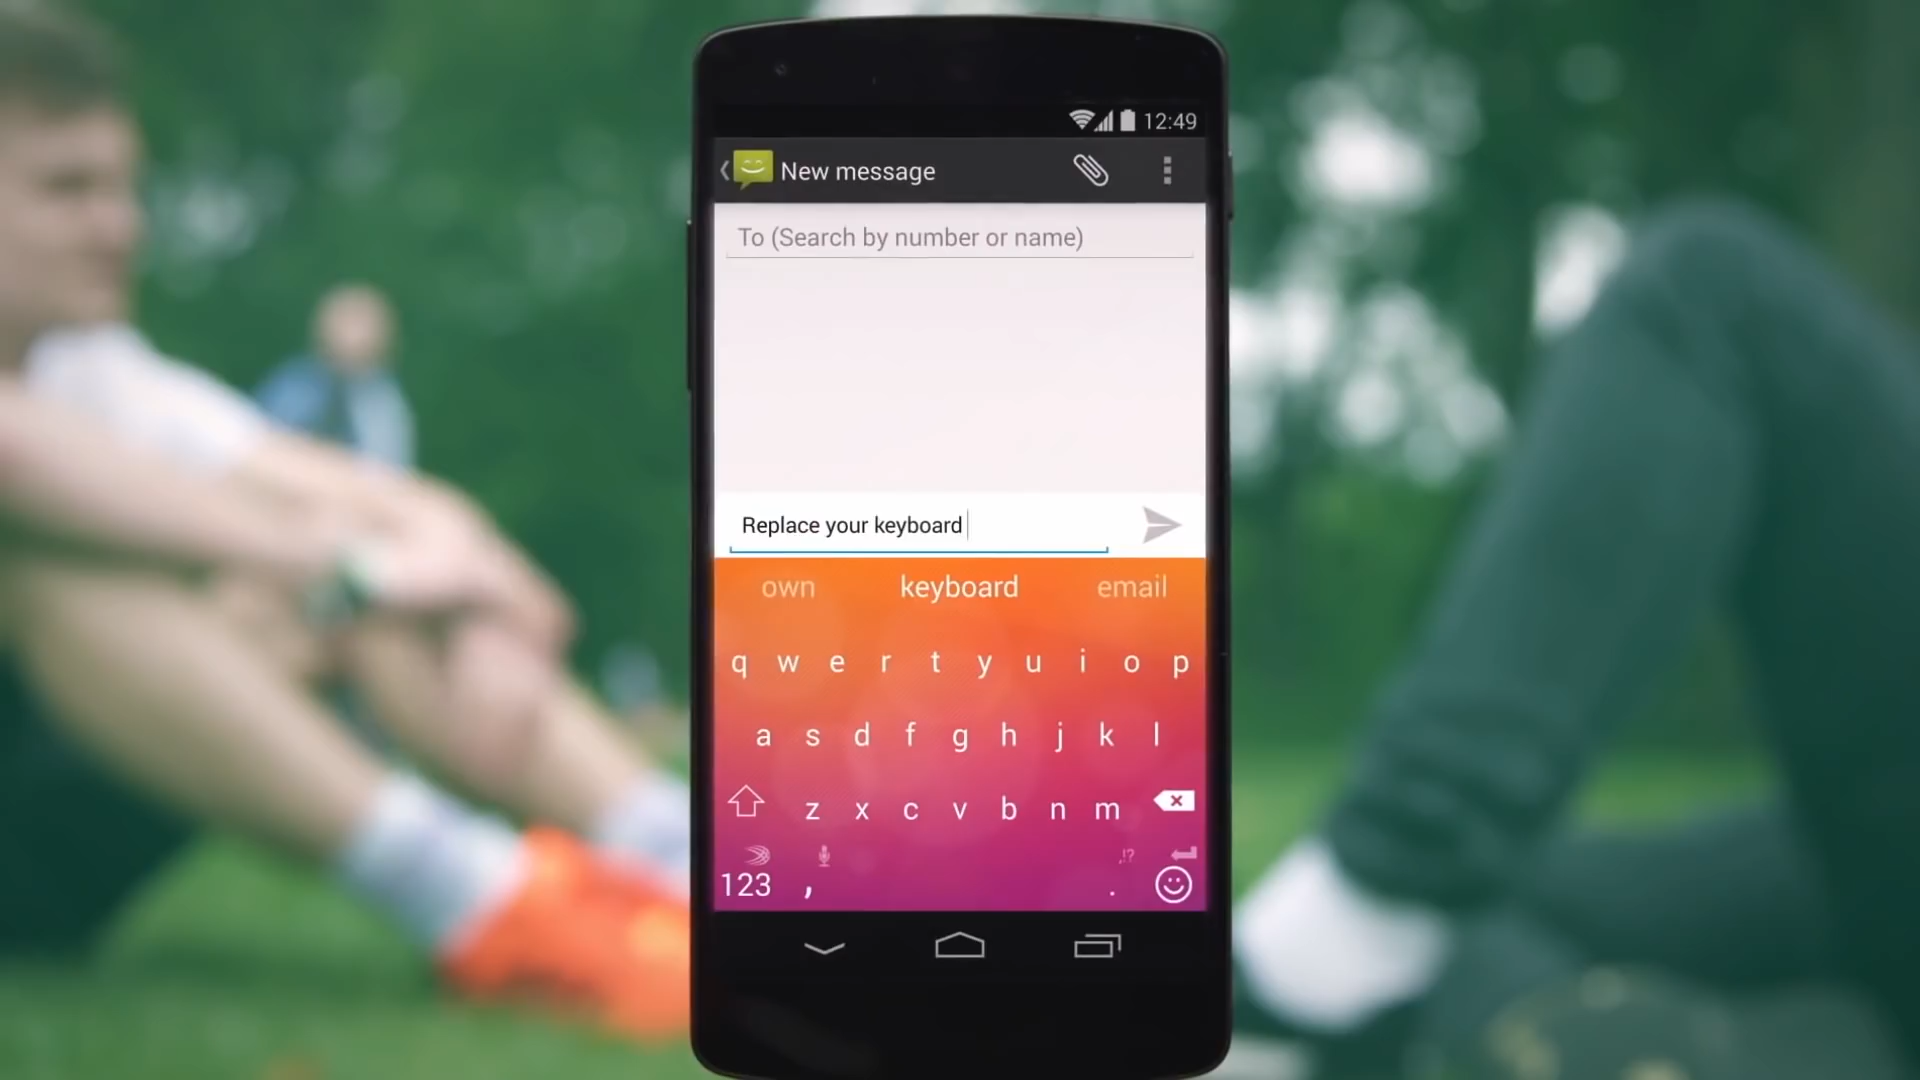 12:49
New message
To (Search by number or name)
Replace your keyboard
own keyboard email
q w e r t y u i o p
a s d f g h j k l
z x c v b n m
,!?
123 , .